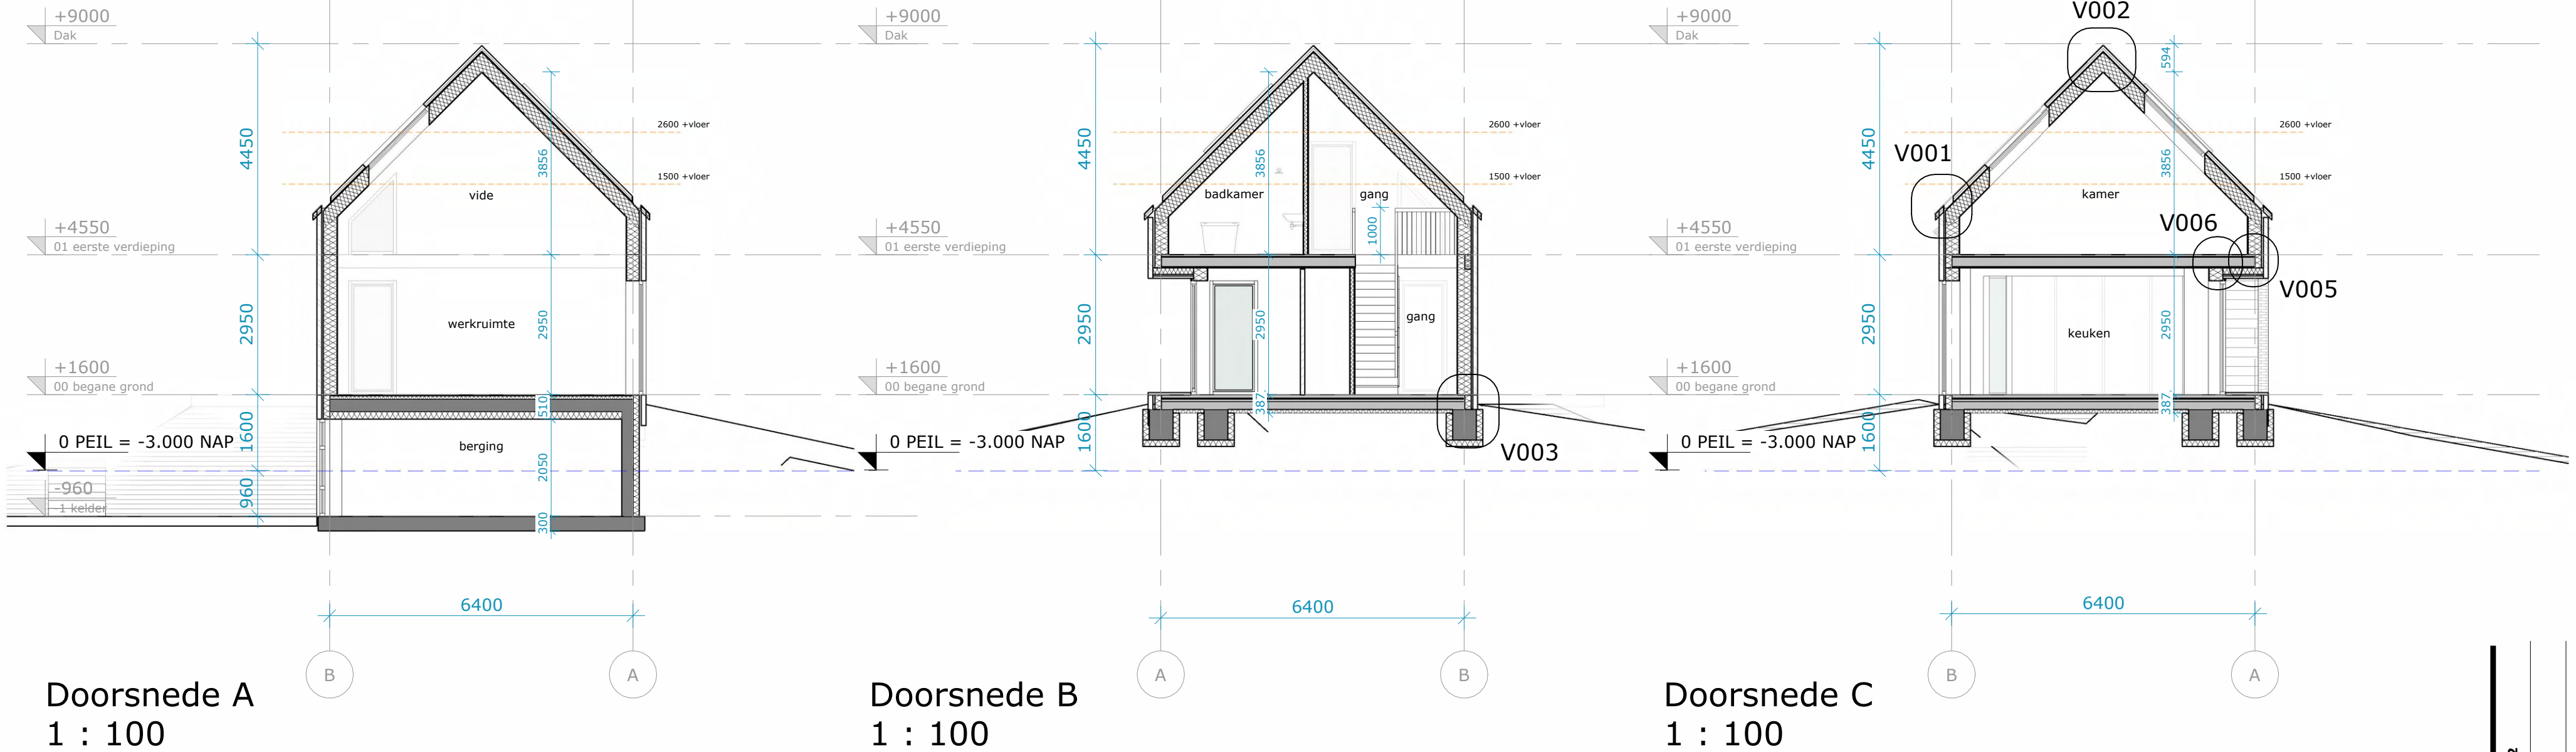 +9000
Dak
4450
3856
2600 +vloer
1500 +vloer
vide
+4550
01 eerste verdieping
2950
2950
werkruimte
+1600
00 begane grond
510
1600
0 PEIL = -3.000 NAP
berging
2050
-960
-1 kelder
960
300
6400
B
A
Doorsnede A
1 : 100
+9000
Dak
4450
3856
2600 +vloer
1500 +vloer
badkamer
gang
1000
+4550
01 eerste verdieping
2950
2950
gang
+1600
00 begane grond
387
1600
0 PEIL = -3.000 NAP
V003
6400
A
B
Doorsnede B
1 : 100
V002
+9000
Dak
594
4450
3856
2600 +vloer
V001
1500 +vloer
kamer
V006
+4550
01 eerste verdieping
V005
2950
2950
keuken
+1600
00 begane grond
387
1600
0 PEIL = -3.000 NAP
6400
B
A
Doorsnede C
1 : 100